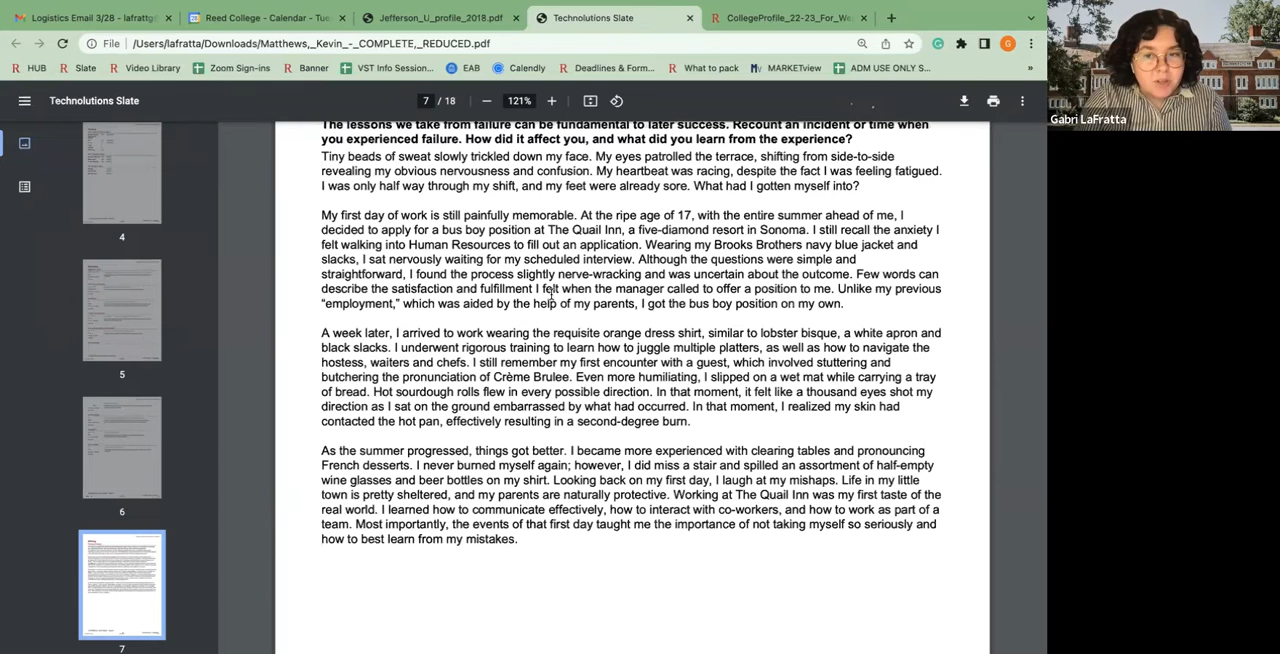 Logistics Email 3/28 - lafrattg
Reed College - Calendar - Tue
Jefferson_U_profile_2018.pdf
Technolutions Slate
CollegeProfile_22-23_For_We
File
/Users/lafratta/Downloads/Matthews,_Kevin_-_COMPLETE,_REDUCED.pdf
HUB
Slate
Video Library
Zoom Sign-ins
Banner
VST Info Session...
Calendly
Deadlines & Form...
What to pack
MARKETview
ADM USE ONLY S...
Technolutions Slate
7 / 18
121%
Gabri LaFratta
4
5
6
7
The lessons we take from failure can be fundamental to later success. Recount an incident or time when
you experienced failure. How did it affect you, and what did you learn from the experience?
Tiny beads of sweat slowly trickled down my face. My eyes patrolled the terrace, shifting from side-to-side
revealing my obvious nervousness and confusion. My heartbeat was racing, despite the fact I was feeling fatigued.
I was only half way through my shift, and my feet were already sore. What had I gotten myself into?
My first day of work is still painfully memorable. At the ripe age of 17, with the entire summer ahead of me, I
decided to apply for a bus boy position at The Quail Inn, a five-diamond resort in Sonoma. I still recall the anxiety I
felt walking into Human Resources to fill out an application. Wearing my Brooks Brothers navy blue jacket and
slacks, I sat nervously waiting for my scheduled interview. Although the questions were simple and
straightforward, I found the process slightly nerve-wracking and was uncertain about the outcome. Few words can
describe the satisfaction and fulfillment I felt when the manager called to offer a position to me. Unlike my previous
“employment,” which was aided by the help of my parents, I got the bus boy position on my own.
A week later, I arrived to work wearing the requisite orange dress shirt, similar to lobster bisque, a white apron and
black slacks. I underwent rigorous training to learn how to juggle multiple platters, as well as how to navigate the
hostess, waiters and chefs. I still remember my first encounter with a guest, which involved stuttering and
butchering the pronunciation of Crème Brulee. Even more humiliating, I slipped on a wet mat while carrying a tray
of bread. Hot sourdough rolls flew in every possible direction. In that moment, it felt like a thousand eyes shot my
direction as I sat on the ground embarrassed by what had occurred. In that moment, I realized my skin had
contacted the hot pan, effectively resulting in a second-degree burn.
As the summer progressed, things got better. I became more experienced with clearing tables and pronouncing
French desserts. I never burned myself again; however, I did miss a stair and spilled an assortment of half-empty
wine glasses and beer bottles on my shirt. Looking back on my first day, I laugh at my mishaps. Life in my little
town is pretty sheltered, and my parents are naturally protective. Working at The Quail Inn was my first taste of the
real world. I learned how to communicate effectively, how to interact with co-workers, and how to work as part of a
team. Most importantly, the events of that first day taught me the importance of not taking myself so seriously and
how to best learn from my mistakes.